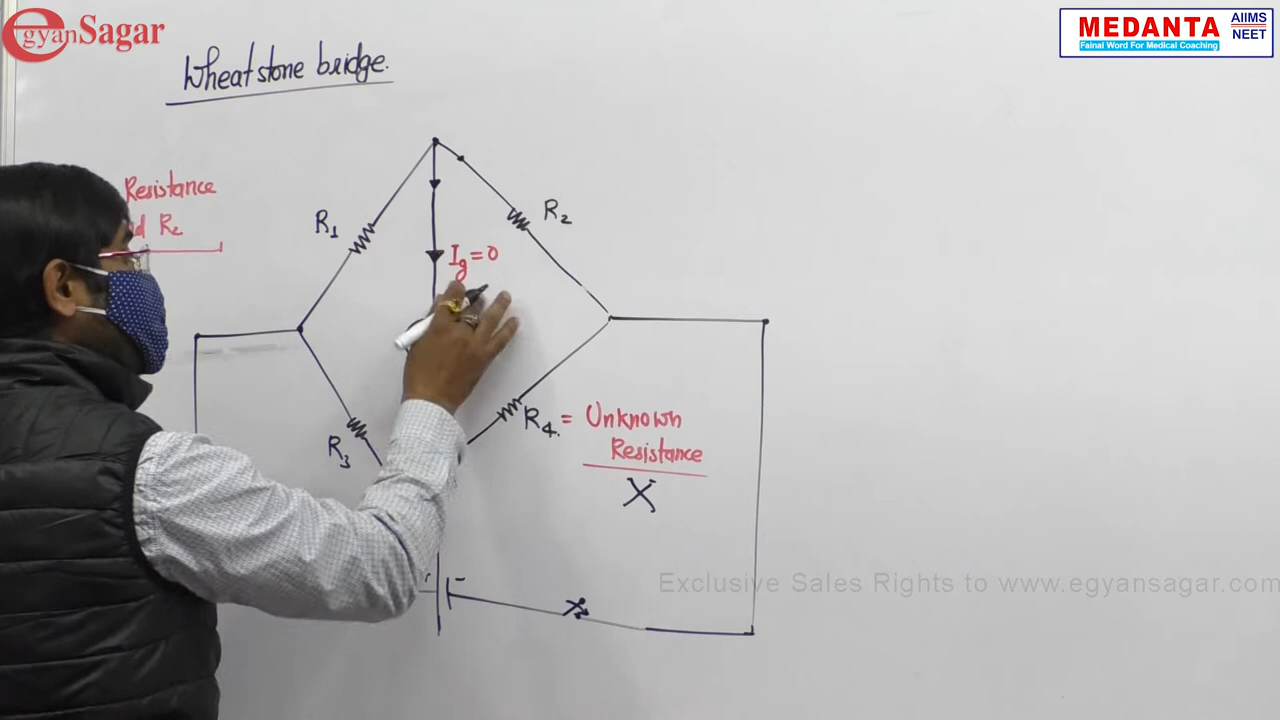 egyanSagar
MEDANTA
AIIMS
NEET
Fainal Word For Medical Coaching
Wheatstone bridge.
Resistance
R2
R1
R2
Ig = 0
R3
R4. = Unknown
Resistance
X
-
Exclusive Sales Rights to www.egyansagar.com